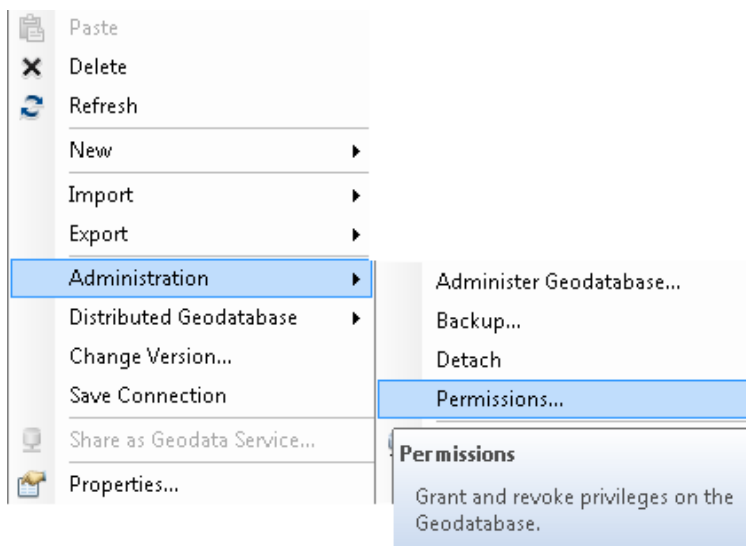 Paste
Delete
Refresh
New
Import
Export
Administration
Distributed Geodatabase
Change Version...
Save Connection
Share as Geodata Service...
Properties...
Administer Geodatabase...
Backup...
Detach
Permissions...
Permissions
Grant and revoke privileges on the
Geodatabase.